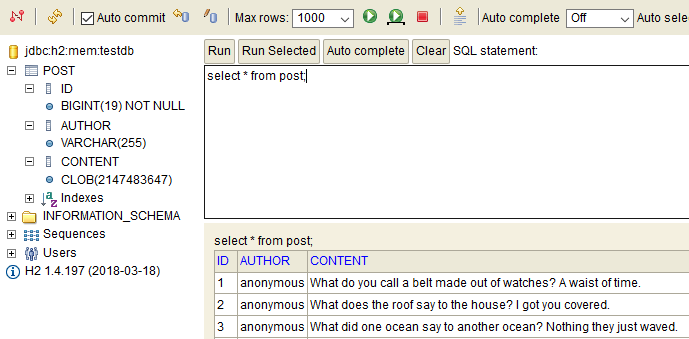 Auto commit Max rows: 1000 Auto complete Off Auto selec
jdbc:h2:mem:testdb
POST
ID
BIGINT(19) NOT NULL
AUTHOR
VARCHAR(255)
CONTENT
CLOB(2147483647)
Indexes
INFORMATION_SCHEMA
Sequences
Users
H2 1.4.197 (2018-03-18)
Run Run Selected Auto complete Clear SQL statement:
select * from post;
select * from post;
ID AUTHOR CONTENT
1 anonymous What do you call a belt made out of watches? A waist of time.
2 anonymous What does the roof say to the house? I got you covered.
3 anonymous What did one ocean say to another ocean? Nothing they just waved.